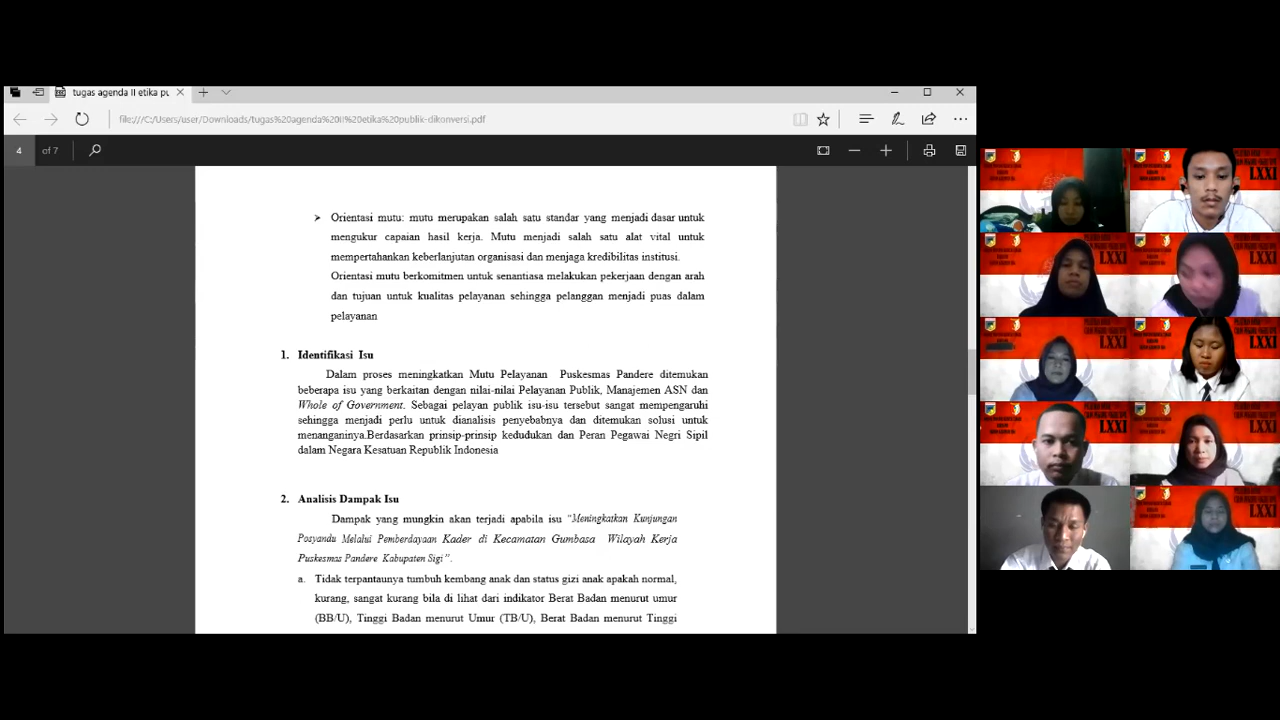 tugas agenda II etika pu
file:///C:/Users/user/Downloads/tugas%20agenda%20II%20etika%20publik-dikonversi.pdf
4 of 7
➤ Orientasi mutu: mutu merupakan salah satu standar yang menjadi dasar untuk
mengukur capaian hasil kerja. Mutu menjadi salah satu alat vital untuk
mempertahankan keberlanjutan organisasi dan menjaga kredibilitas institusi.
Orientasi mutu berkomitmen untuk senantiasa melakukan pekerjaan dengan arah
dan tujuan untuk kualitas pelayanan sehingga pelanggan menjadi puas dalam
pelayanan
1. Identifikasi Isu
Dalam proses meningkatkan Mutu Pelayanan Puskesmas Pandere ditemukan
beberapa isu yang berkaitan dengan nilai-nilai Pelayanan Publik, Manajemen ASN dan
Whole of Government. Sebagai pelayan publik isu-isu tersebut sangat mempengaruhi
sehingga menjadi perlu untuk dianalisis penyebabnya dan ditemukan solusi untuk
menanganinya.Berdasarkan prinsip-prinsip kedudukan dan Peran Pegawai Negri Sipil
dalam Negara Kesatuan Republik Indonesia
2. Analisis Dampak Isu
Dampak yang mungkin akan terjadi apabila isu “Meningkatkan Kunjungan
Posyandu Melalui Pemberdayaan Kader di Kecamatan Gumbasa Wilayah Kerja
Puskesmas Pandere Kabupaten Sigi”.
a. Tidak terpantaunya tumbuh kembang anak dan status gizi anak apakah normal,
kurang, sangat kurang bila di lihat dari indikator Berat Badan menurut umur
(BB/U), Tinggi Badan menurut Umur (TB/U), Berat Badan menurut Tinggi
LXXI
LXXI
LXXI
LXXI
LXXI
LXXI